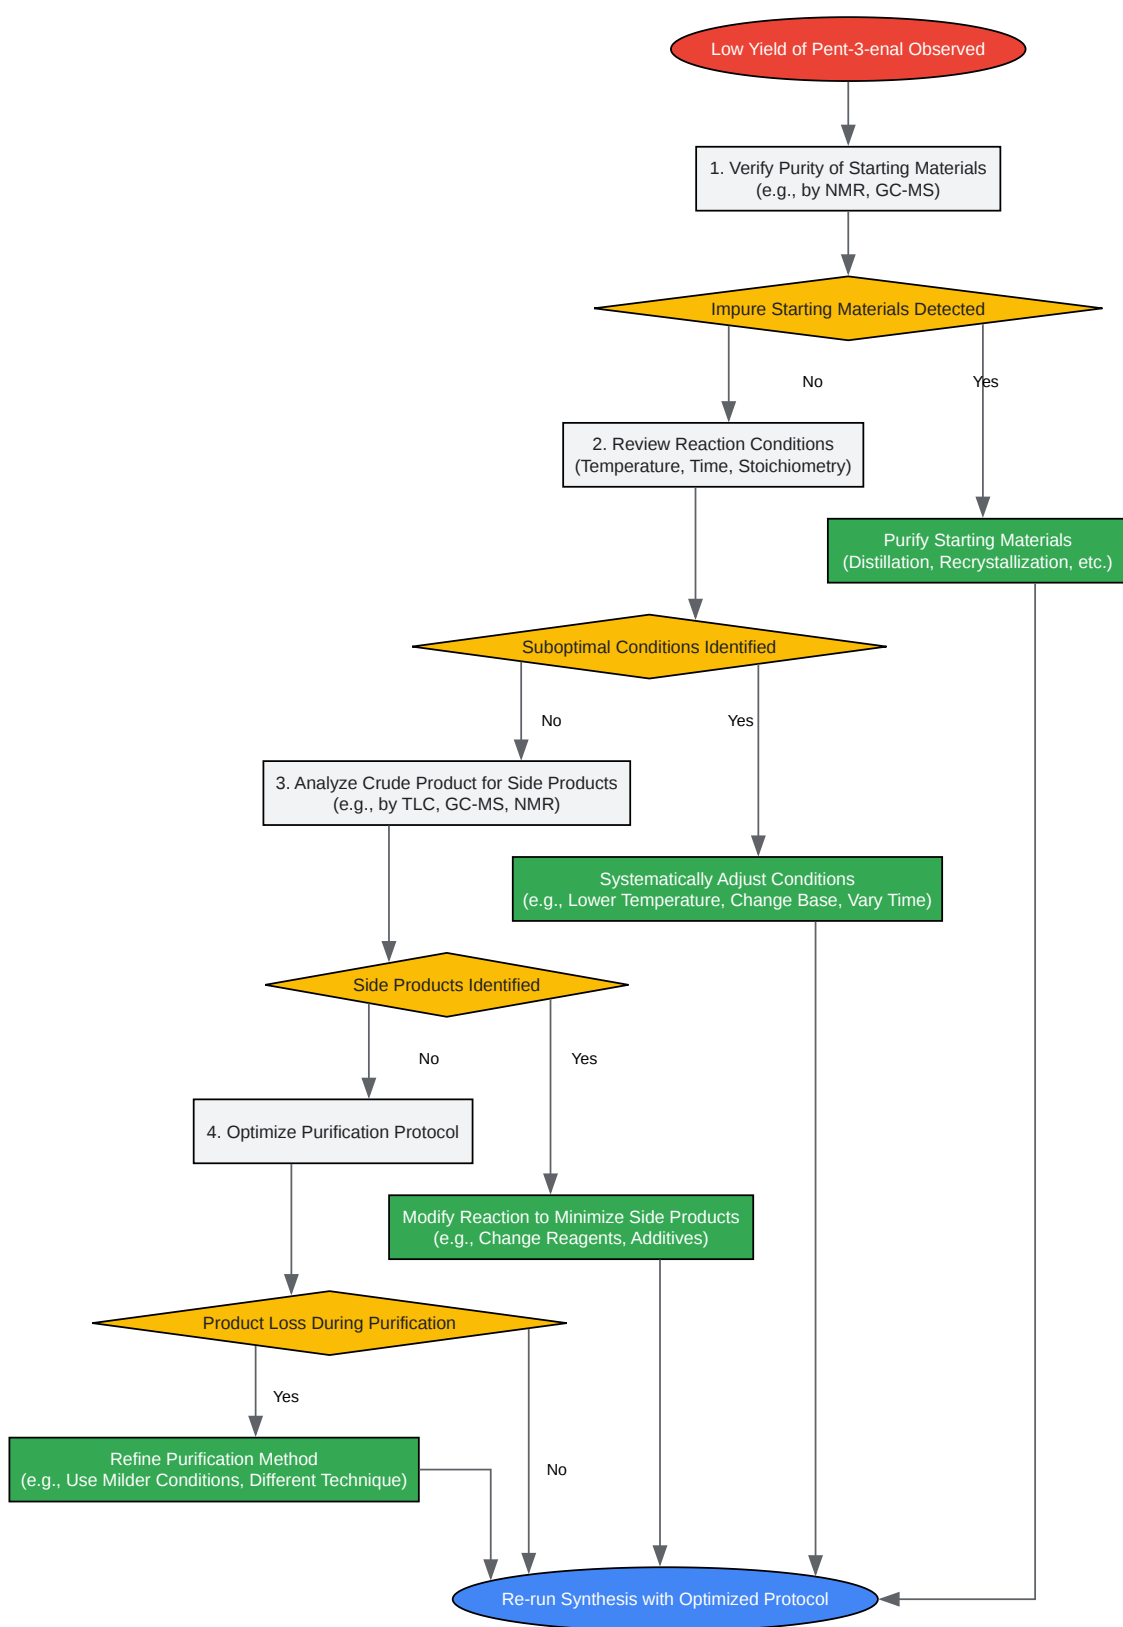 Low Yield of Pent-3-enal Observed
1. Verify Purity of Starting Materials
(e.g., by NMR, GC-MS)
Impure Starting Materials Detected
No
Yes
2. Review Reaction Conditions
(Temperature, Time, Stoichiometry)
Purify Starting Materials
(Distillation, Recrystallization, etc.)
Suboptimal Conditions Identified
No
Yes
3. Analyze Crude Product for Side Products
(e.g., by TLC, GC-MS, NMR)
Systematically Adjust Conditions
(e.g., Lower Temperature, Change Base, Vary Time)
Side Products Identified
No
Yes
4. Optimize Purification Protocol
Modify Reaction to Minimize Side Products
(e.g., Change Reagents, Additives)
Product Loss During Purification
Yes
No
Refine Purification Method
(e.g., Use Milder Conditions, Different Technique)
Re-run Synthesis with Optimized Protocol